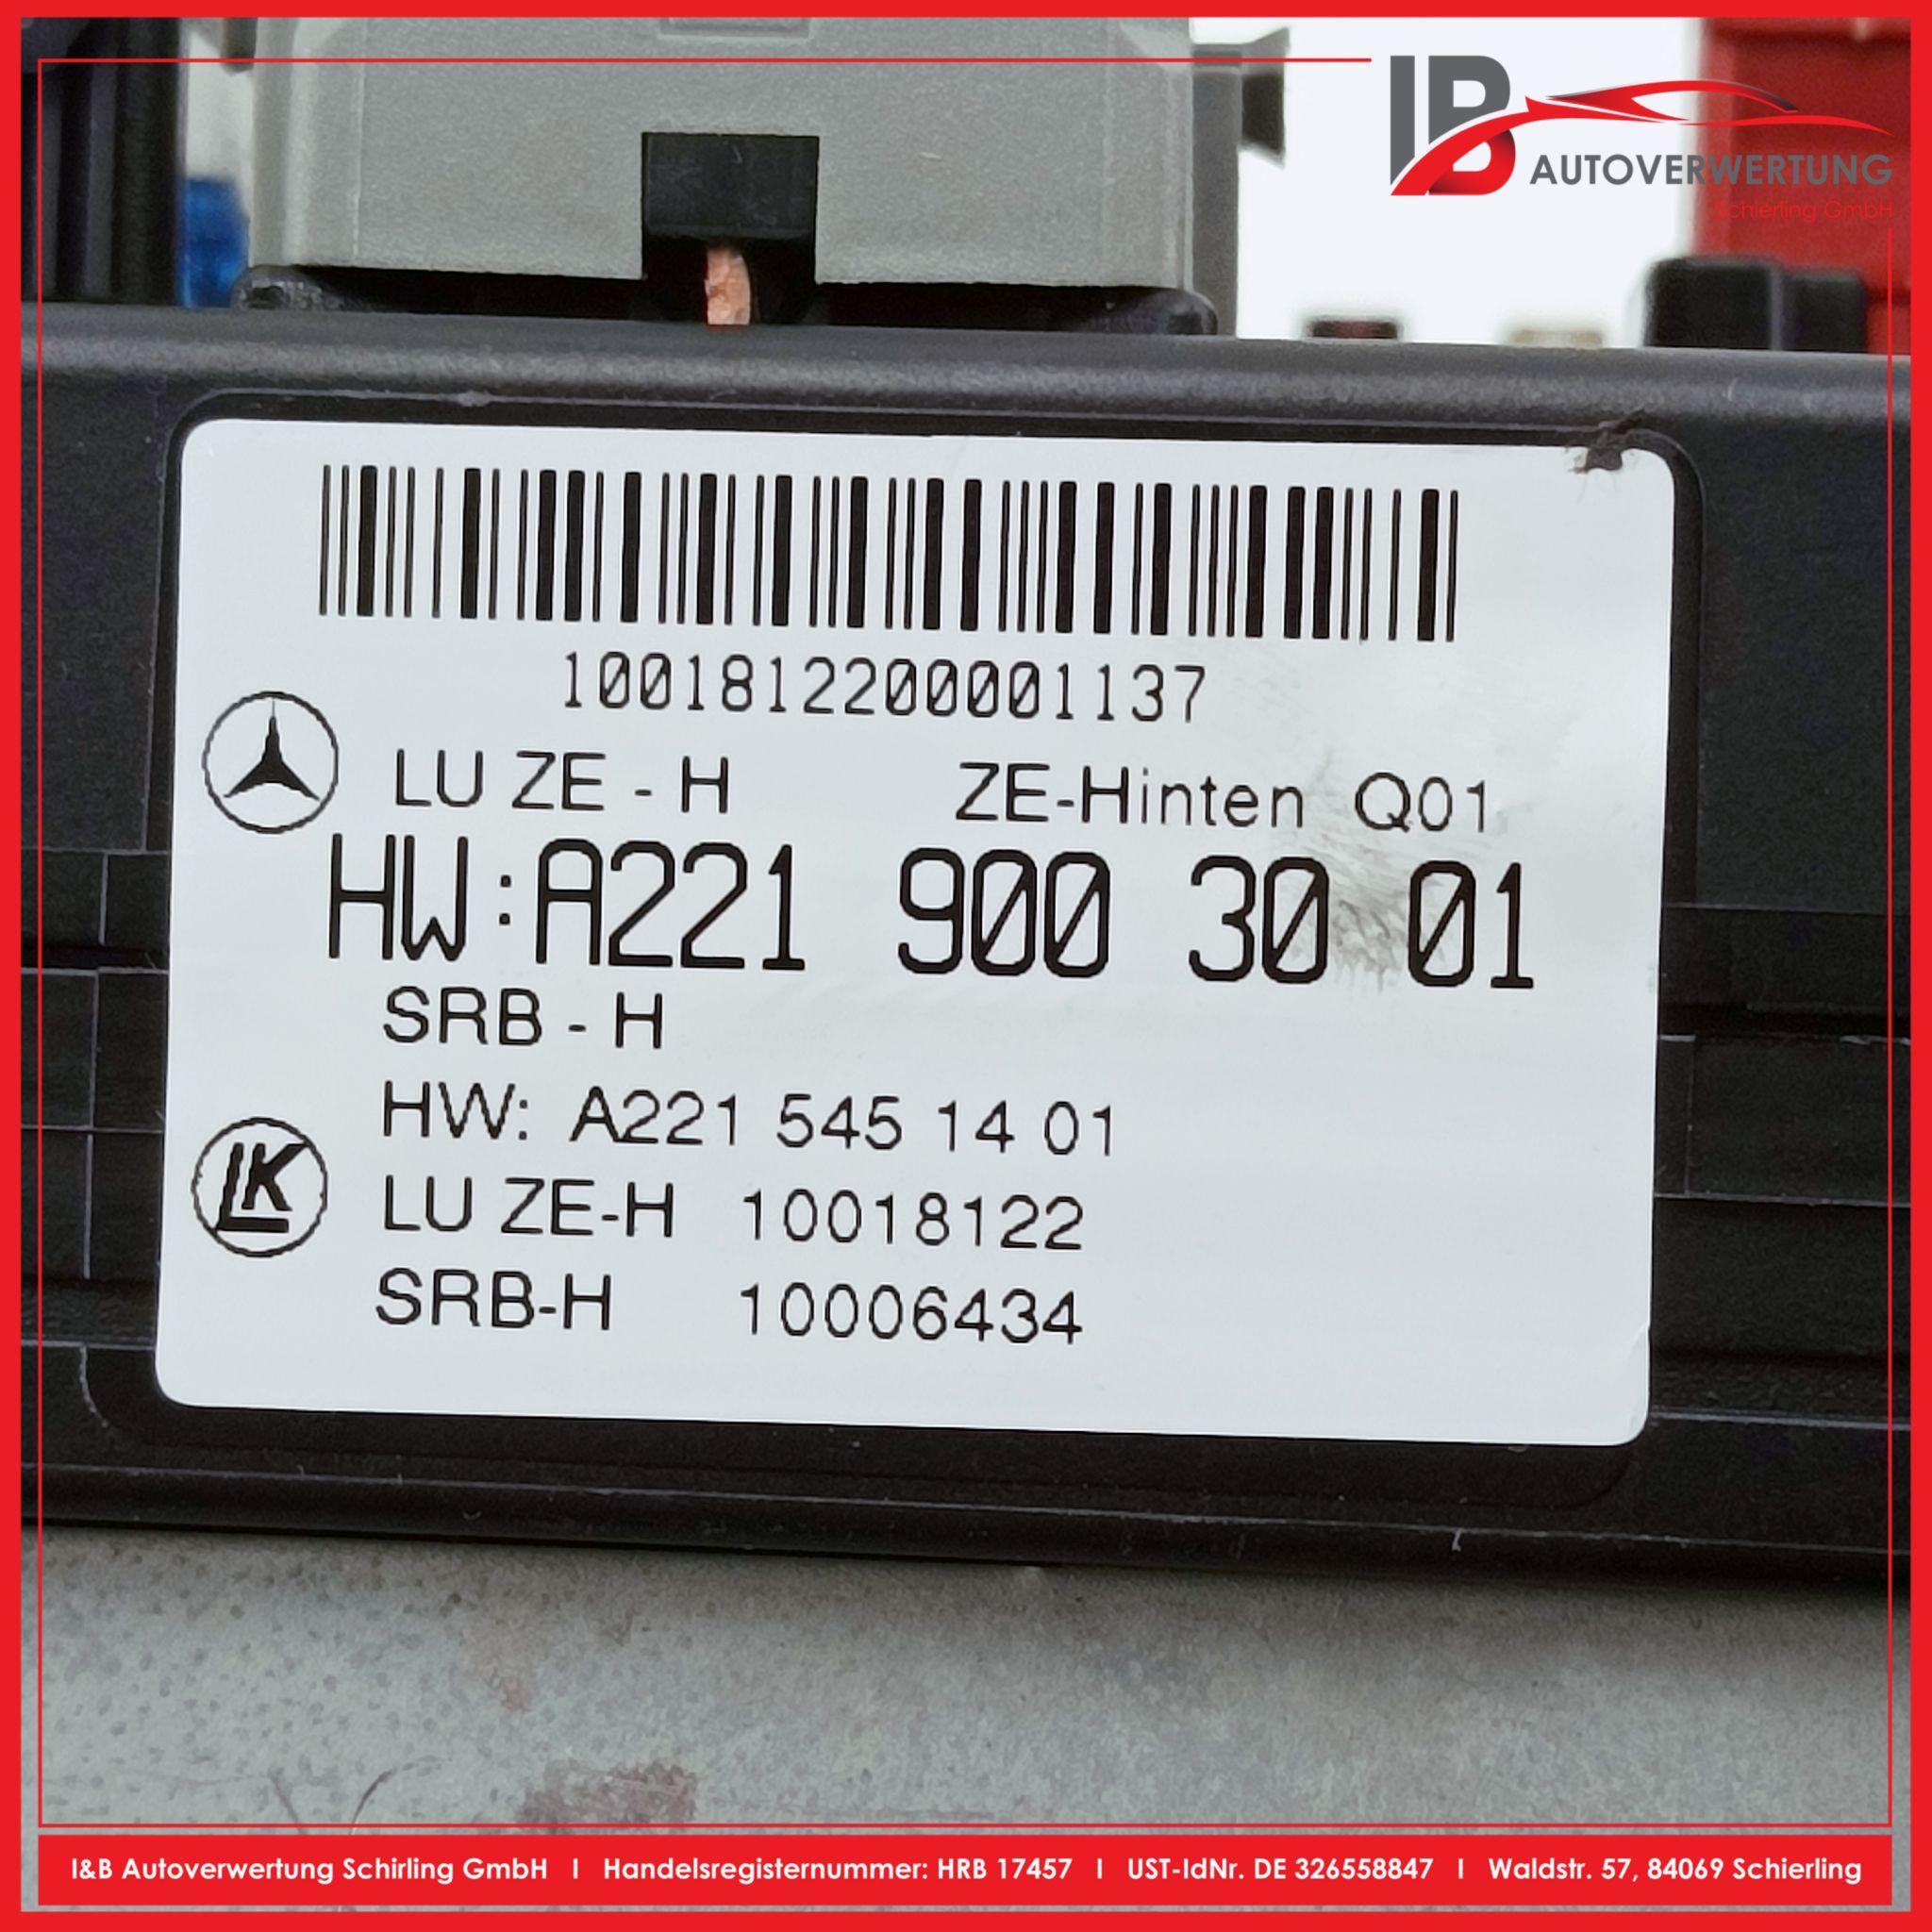 IB
AUTOVERWERTUNG
Schierling GmbH
1001812200001137
LU ZE - H ZE-Hinten Q01
HW:A221 900 30 01
SRB - H
HW: A221 545 14 01
LK
LU ZE-H 10018122
SRB-H 10006434
I&B Autoverwertung Schirling GmbH I Handelsregisternummer: HRB 17457 I UST-IdNr. DE 326558847 I Waldstr. 57, 84069 Schierling